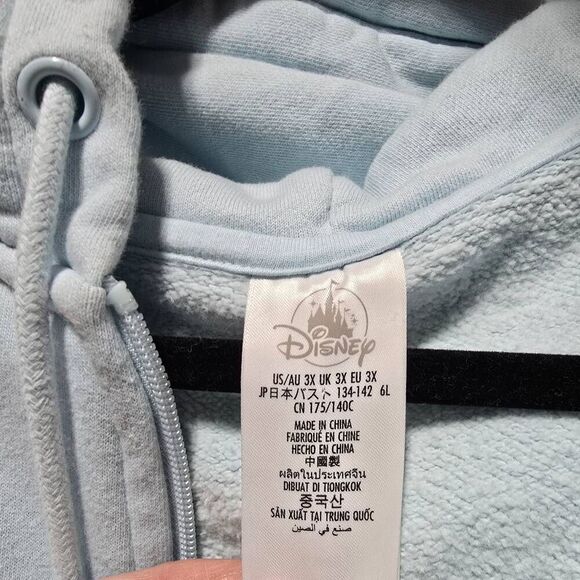 Disney
US/AU 3X UK 3X EU 3X
JP日本バスト 134-142 6L
CN 175/140C
MADE IN CHINA
FABRIQUÉ EN CHINE
HECHO EN CHINA
中國製
ผลิตในประเทศจีน
DIBUAT DI TIONGKOK
중국산
SẢN XUẤT TẠI TRUNG QUỐC
صنع في الصين